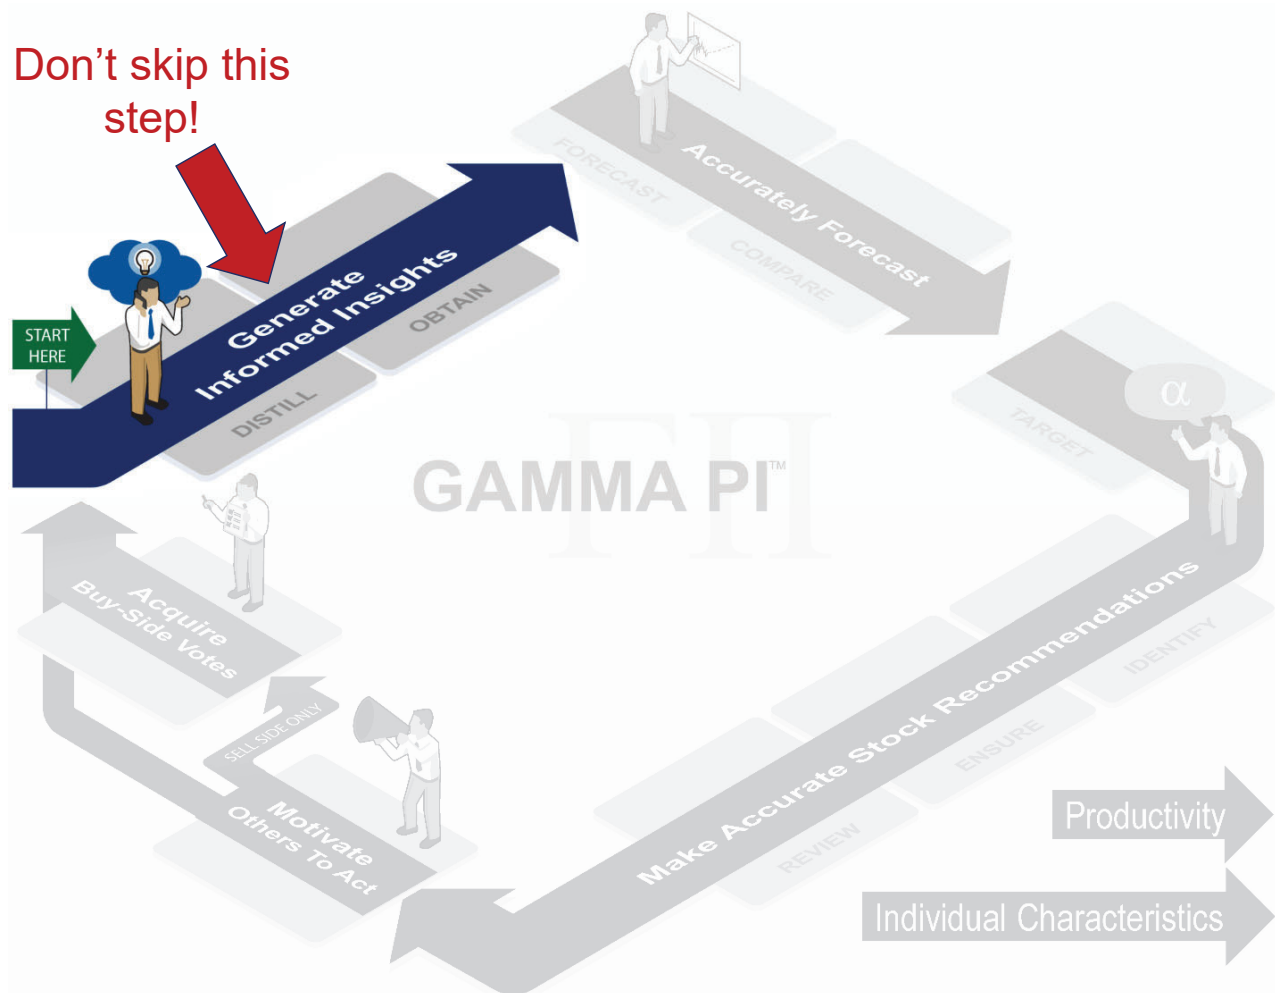 Don’t skip this
step!
START
HERE
Generate
Informed Insights
DISTILL
OBTAIN
Accurately Forecast
FORECAST
COMPARE
α
TARGET
ΓΠ
GAMMA PI™
Make Accurate Stock Recommendations
IDENTIFY
ENSURE
REVIEW
Acquire
Buy-Side Votes
SELL SIDE ONLY
Motivate
Others To Act
Productivity
Individual Characteristics